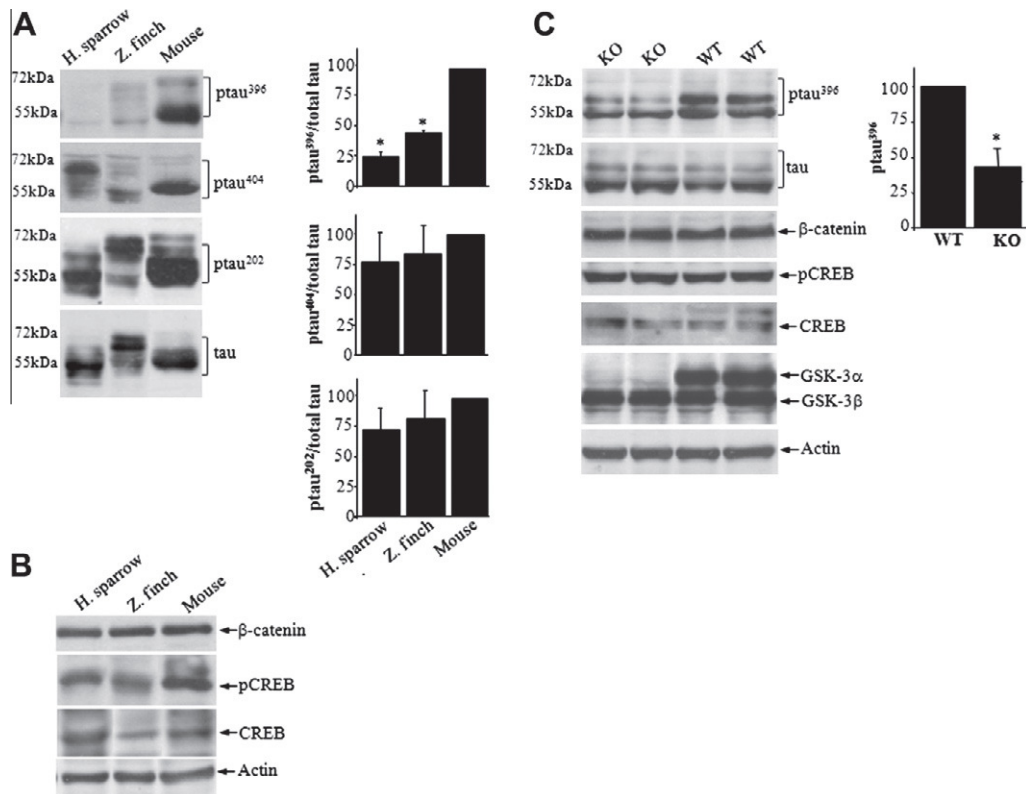 A
H. sparrow
Z. finch
Mouse
72kDa
55kDa
ptau³⁹⁶
72kDa
55kDa
ptau⁴⁰⁴
72kDa
55kDa
ptau²⁰²
72kDa
55kDa
tau
ptau³⁹⁶/total tau
100
75
50
25
0
*
*
ptau⁴⁰⁴/total tau
100
75
50
25
0
ptau²⁰²/total tau
100
75
50
25
0
H. sparrow
Z. finch
Mouse
B
H. sparrow
Z. finch
Mouse
β-catenin
pCREB
CREB
Actin
C
KO
KO
WT
WT
72kDa
55kDa
ptau³⁹⁶
72kDa
55kDa
tau
β-catenin
pCREB
CREB
GSK-3α
GSK-3β
Actin
ptau³⁹⁶
100
75
50
25
0
*
WT
KO